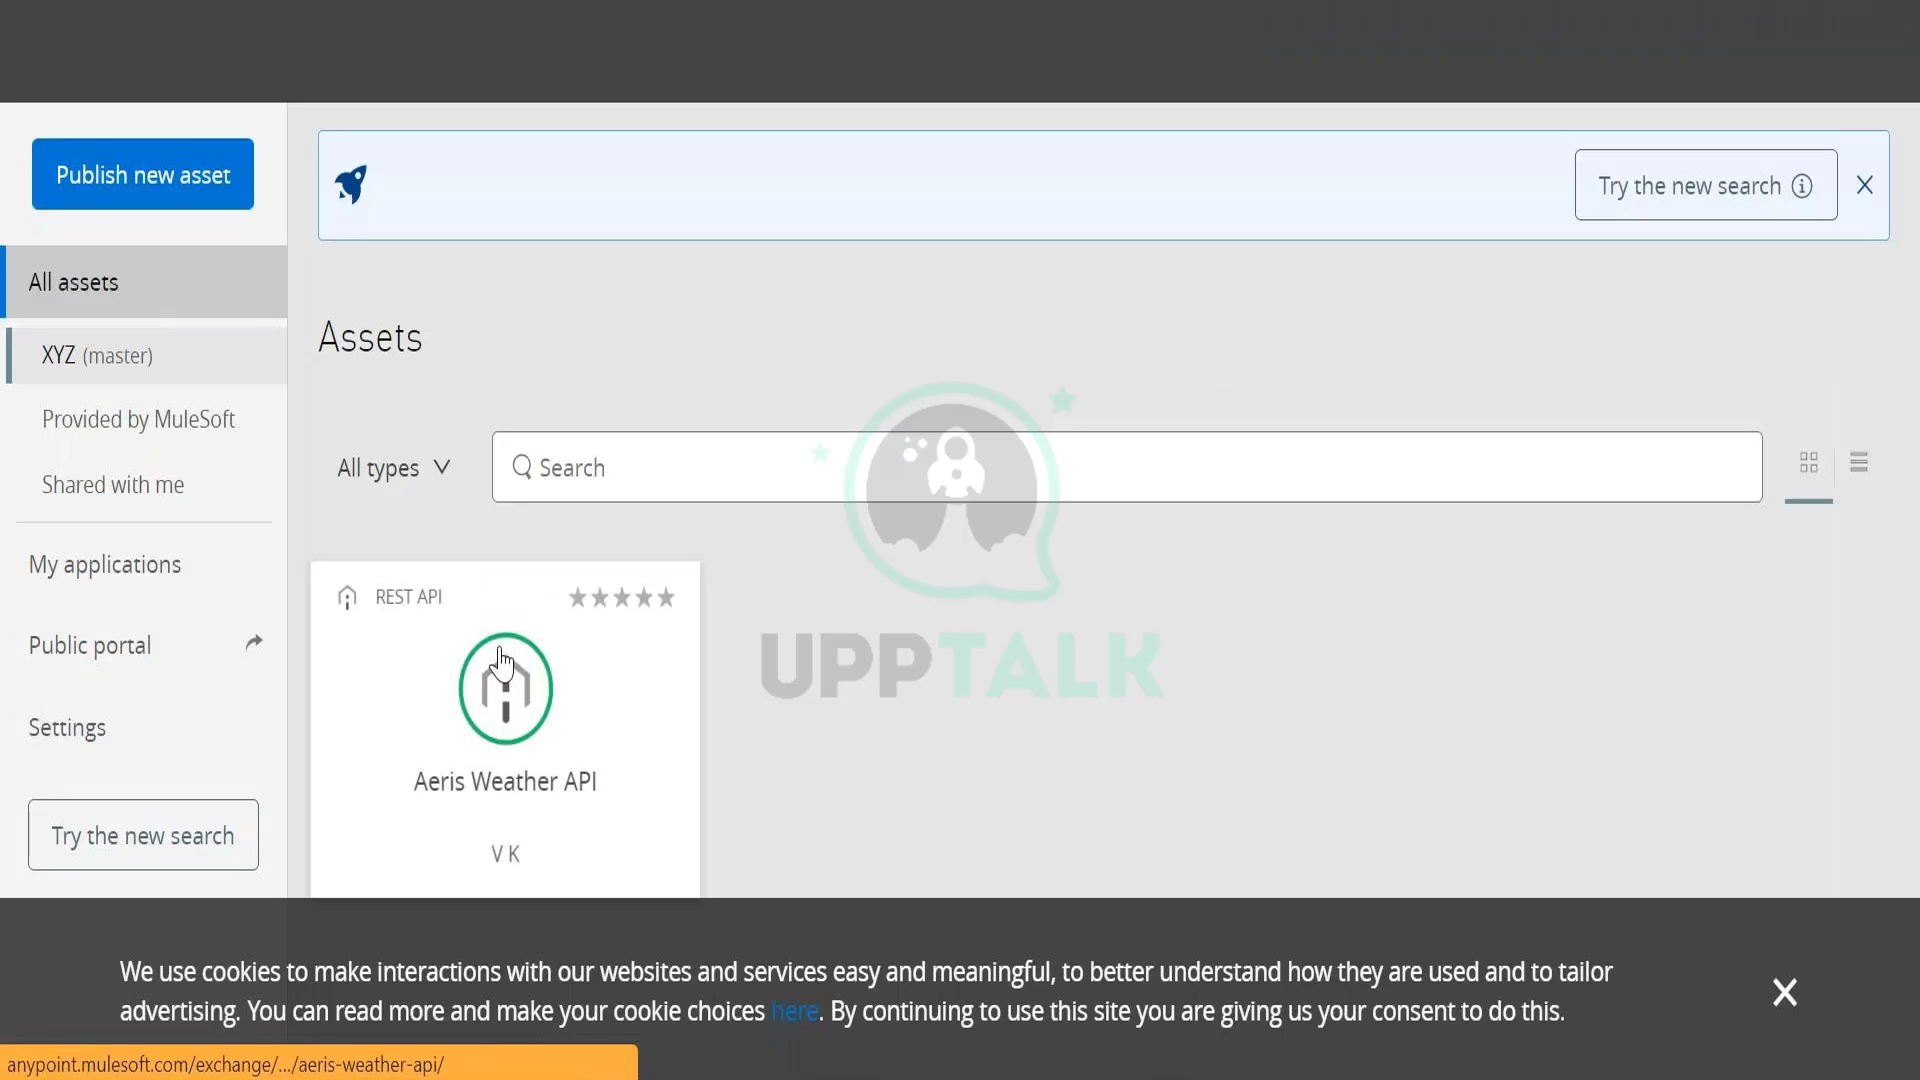 Publish new asset
Try the new search
All assets
XYZ (master)
Provided by MuleSoft
Shared with me
My applications
Public portal
Settings
Try the new search
Assets
All types
Search
REST API
Aeris Weather API
V K
UPPTALK
We use cookies to make interactions with our websites and services easy and meaningful, to better understand how they are used and to tailor
advertising. You can read more and make your cookie choices here. By continuing to use this site you are giving us your consent to do this.
anypoint.mulesoft.com/exchange/.../aeris-weather-api/